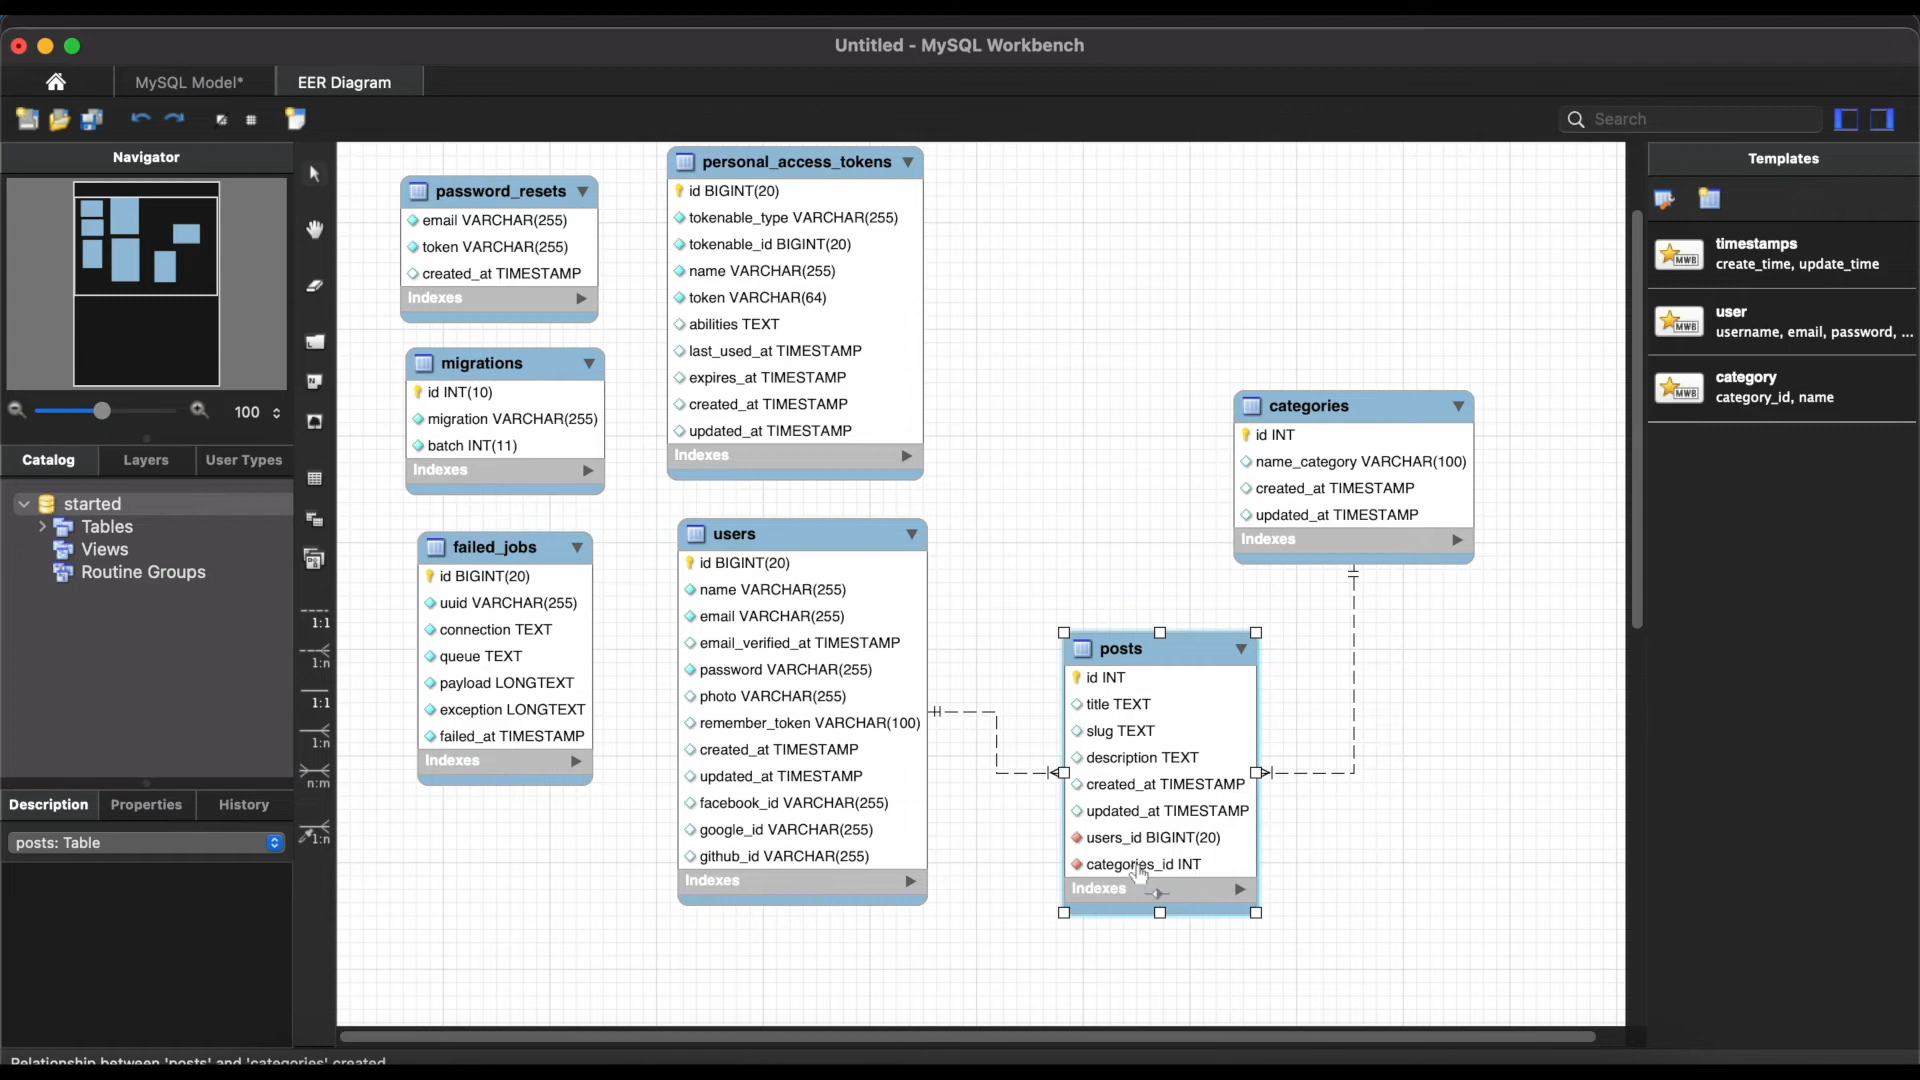 Untitled - MySQL Workbench
MySQL Model*
EER Diagram
Search
Navigator
100
Catalog
Layers
User Types
started
Tables
Views
Routine Groups
Description
Properties
History
posts: Table
Relationship between 'posts' and 'categories' created
L
N
1:1
1:n
1:1
1:n
n:m
1:n
password_resets
email VARCHAR(255)
token VARCHAR(255)
created_at TIMESTAMP
Indexes
migrations
id INT(10)
migration VARCHAR(255)
batch INT(11)
Indexes
failed_jobs
id BIGINT(20)
uuid VARCHAR(255)
connection TEXT
queue TEXT
payload LONGTEXT
exception LONGTEXT
failed_at TIMESTAMP
Indexes
personal_access_tokens
id BIGINT(20)
tokenable_type VARCHAR(255)
tokenable_id BIGINT(20)
name VARCHAR(255)
token VARCHAR(64)
abilities TEXT
last_used_at TIMESTAMP
expires_at TIMESTAMP
created_at TIMESTAMP
updated_at TIMESTAMP
Indexes
users
id BIGINT(20)
name VARCHAR(255)
email VARCHAR(255)
email_verified_at TIMESTAMP
password VARCHAR(255)
photo VARCHAR(255)
remember_token VARCHAR(100)
created_at TIMESTAMP
updated_at TIMESTAMP
facebook_id VARCHAR(255)
google_id VARCHAR(255)
github_id VARCHAR(255)
Indexes
categories
id INT
name_category VARCHAR(100)
created_at TIMESTAMP
updated_at TIMESTAMP
Indexes
posts
id INT
title TEXT
slug TEXT
description TEXT
created_at TIMESTAMP
updated_at TIMESTAMP
users_id BIGINT(20)
categories_id INT
Indexes
Templates
MWB
timestamps
create_time, update_time
MWB
user
username, email, password, ...
MWB
category
category_id, name